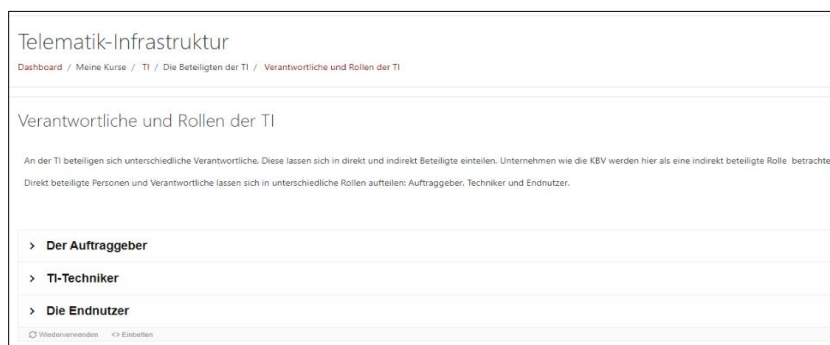 Telematik-Infrastruktur
Dashboard / Meine Kurse / TI / Die Beteiligten der TI / Verantwortliche und Rollen der TI
Verantwortliche und Rollen der TI
An der TI beteiligen sich unterschiedliche Verantwortliche. Diese lassen sich in direkt und indirekt Beteiligte einteilen. Unternehmen wie die KBV werden hier als eine indirekt beteiligte Rolle betrachte
Direkt beteiligte Personen und Verantwortliche lassen sich in unterschiedliche Rollen aufteilen: Auftraggeber, Techniker und Endnutzer.
> Der Auftraggeber
> TI-Techniker
> Die Endnutzer
Wiederverwenden <> Einbetten